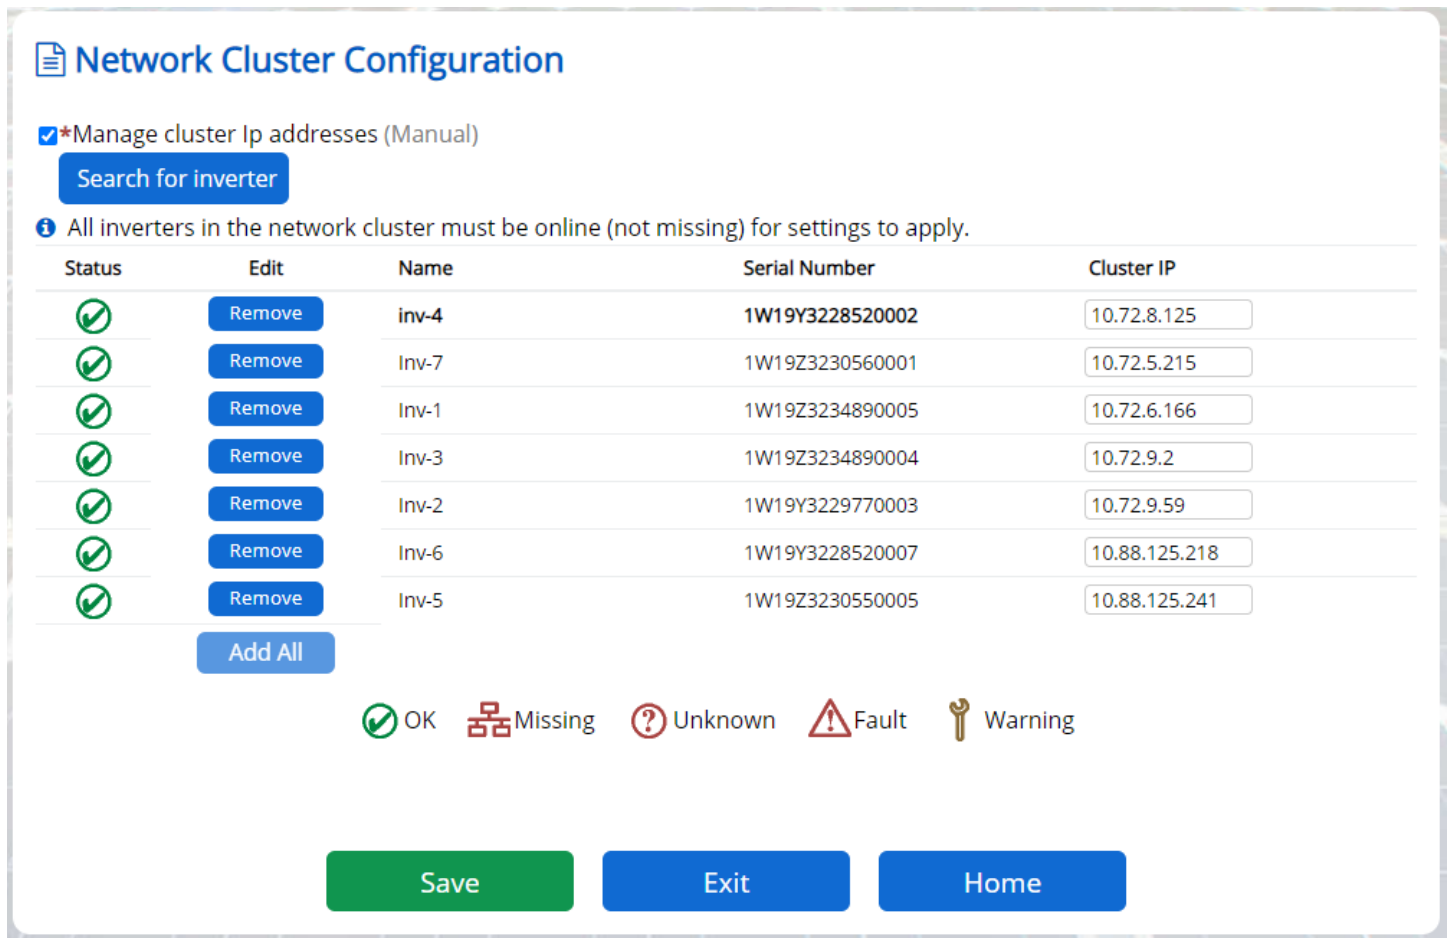 Network Cluster Configuration
*Manage cluster Ip addresses (Manual)
Search for inverter
All inverters in the network cluster must be online (not missing) for settings to apply.
Status Edit Name Serial Number Cluster IP
Remove inv-4 1W19Y3228520002 10.72.8.125
Remove Inv-7 1W19Z3230560001 10.72.5.215
Remove Inv-1 1W19Z3234890005 10.72.6.166
Remove Inv-3 1W19Z3234890004 10.72.9.2
Remove Inv-2 1W19Y3229770003 10.72.9.59
Remove Inv-6 1W19Y3228520007 10.88.125.218
Remove Inv-5 1W19Z3230550005 10.88.125.241
Add All
OK Missing Unknown Fault Warning
Save Exit Home